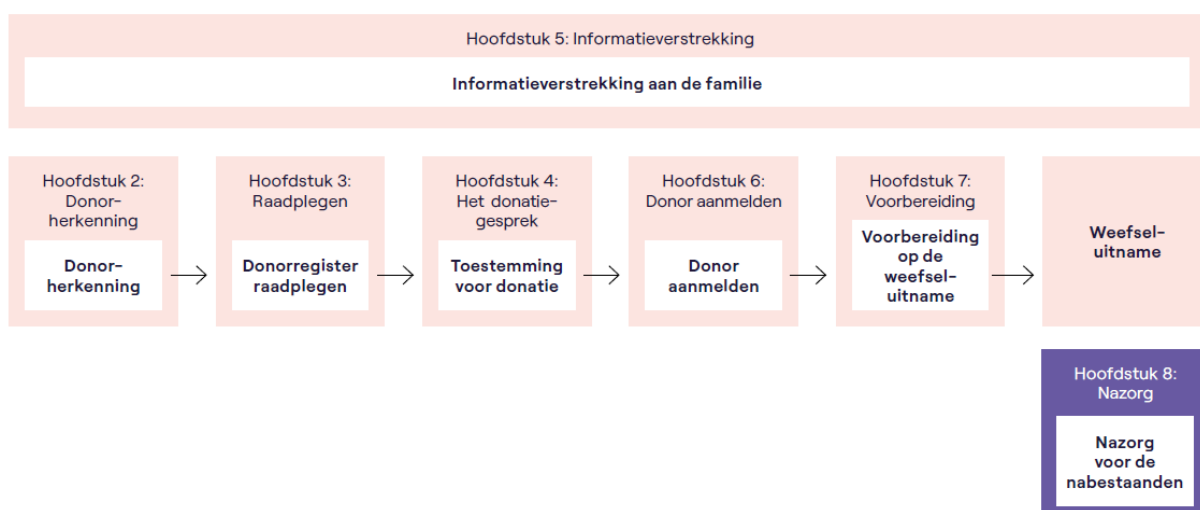 Hoofdstuk 5: Informatieverstrekking
Informatieverstrekking aan de familie
Hoofdstuk 2:
Donor-
herkenning
Donor-
herkenning
Hoofdstuk 3:
Raadplegen
Donorregister
raadplegen
Hoofdstuk 4:
Het donatie-
gesprek
Toestemming
voor donatie
Hoofdstuk 6:
Donor aanmelden
Donor
aanmelden
Hoofdstuk 7:
Voorbereiding
Voorbereiding
op de
weefsel-
uitname
Weefsel-
uitname
Hoofdstuk 8:
Nazorg
Nazorg
voor de
nabestaanden